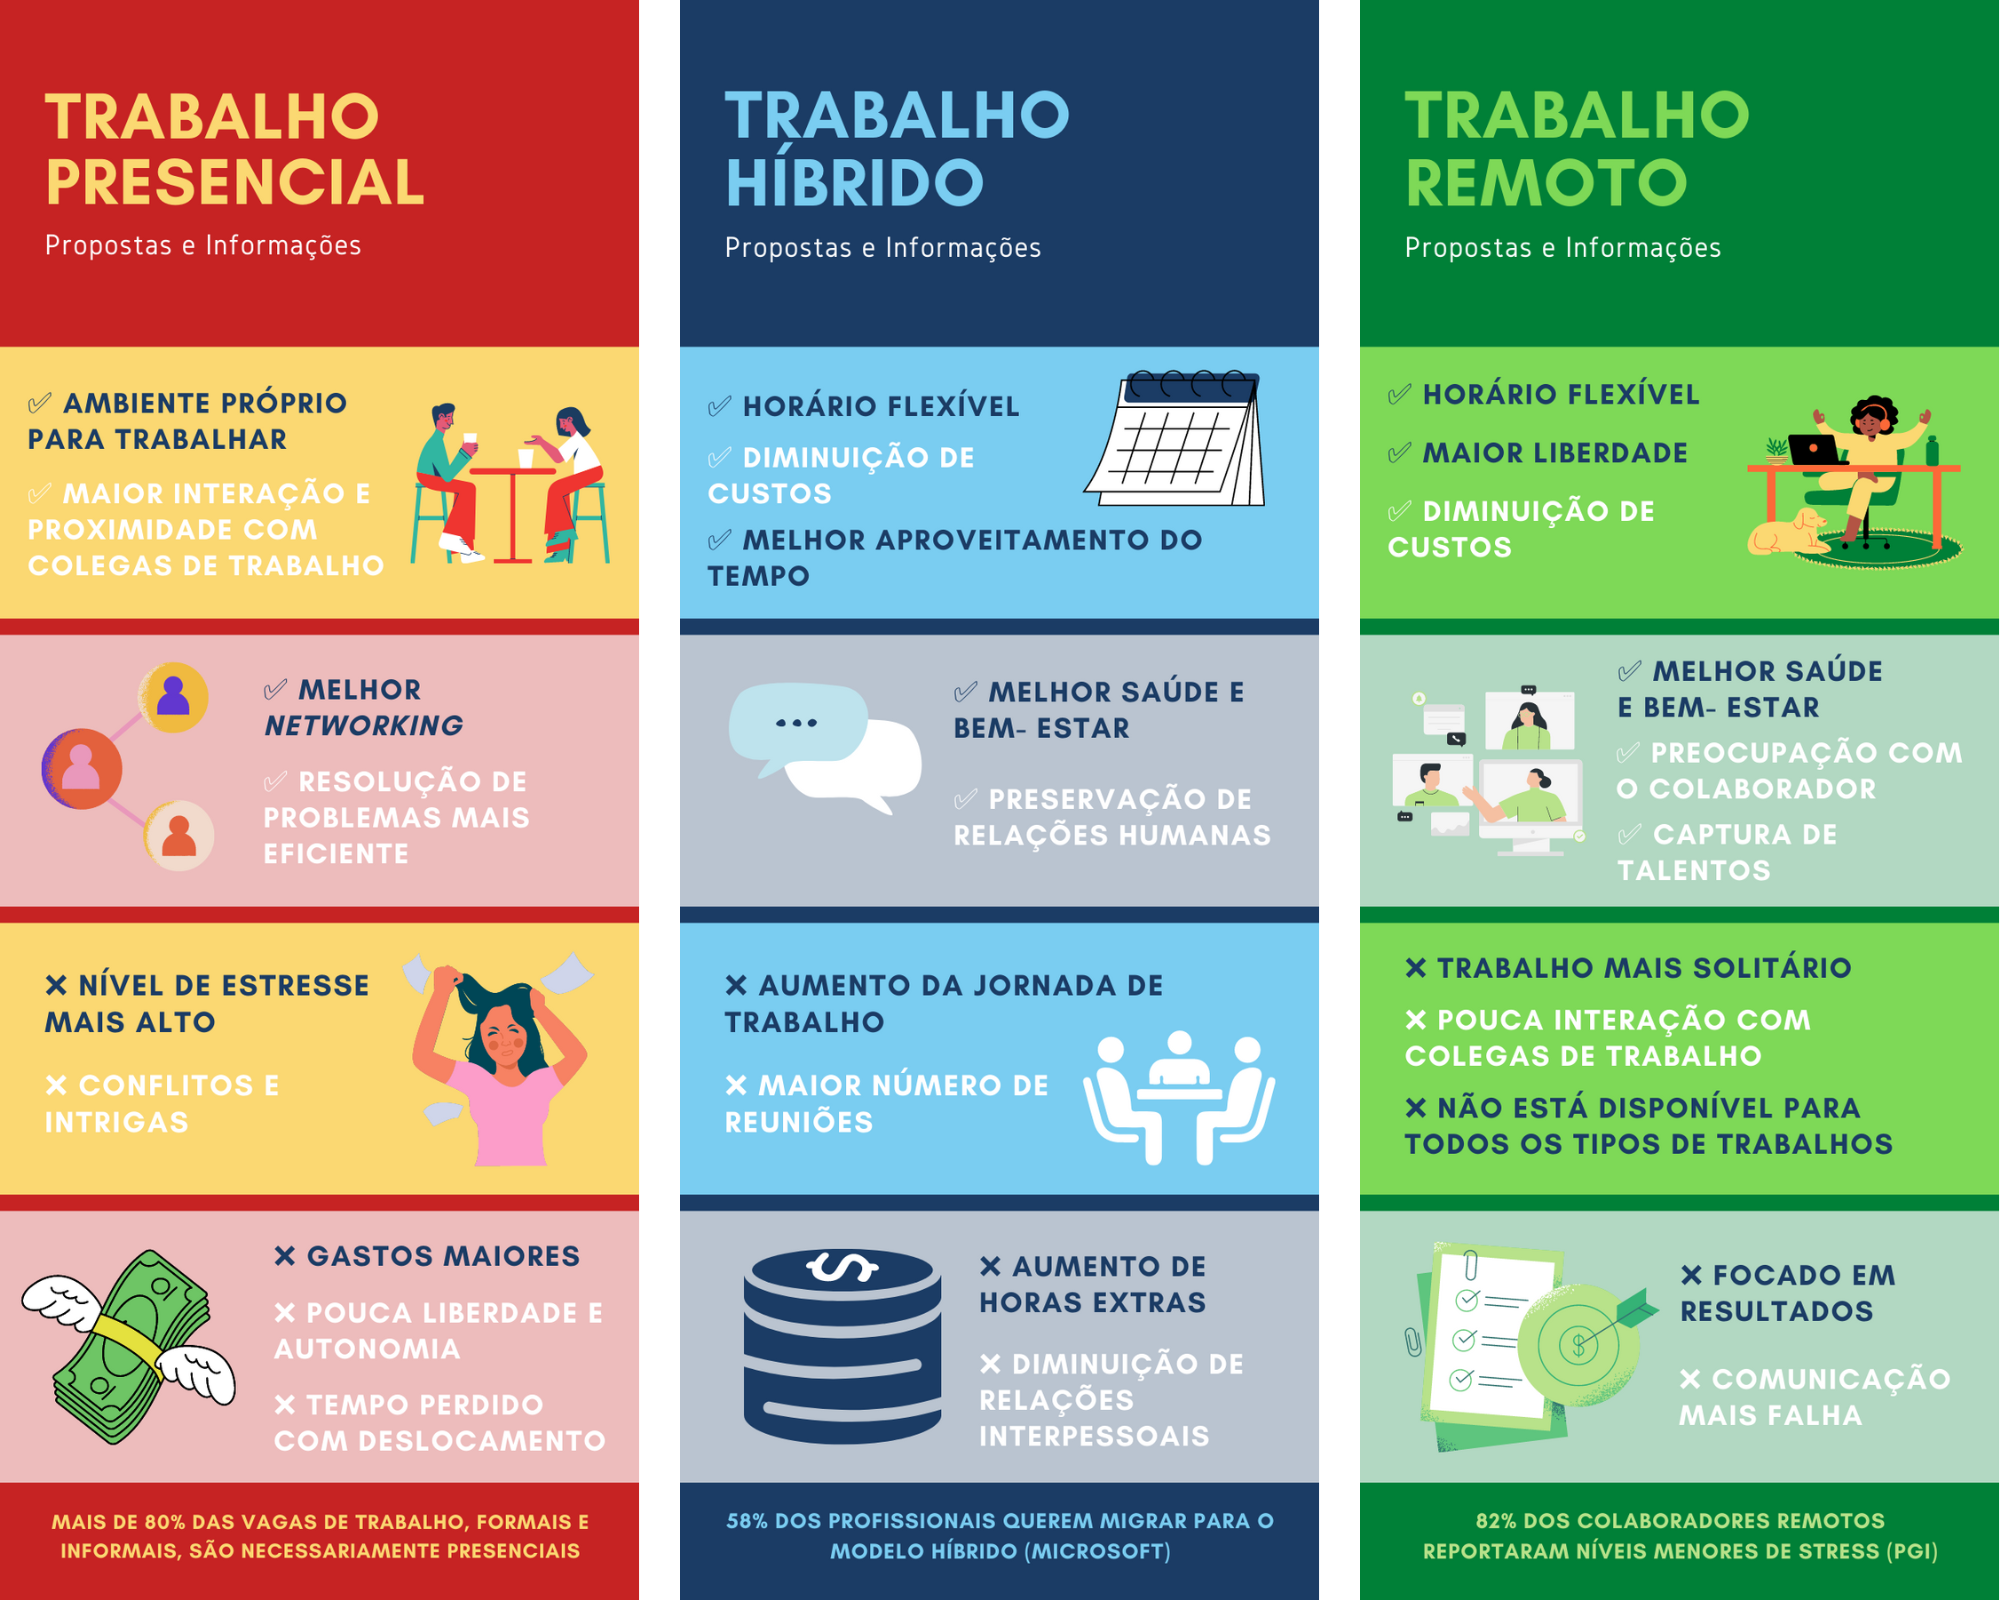 TRABALHO
PRESENCIAL
Propostas e Informações
✅ AMBIENTE PRÓPRIO
PARA TRABALHAR
✅ MAIOR INTERAÇÃO E
PROXIMIDADE COM
COLEGAS DE TRABALHO
✅ MELHOR
NETWORKING
✅ RESOLUÇÃO DE
PROBLEMAS MAIS
EFICIENTE
❌ NÍVEL DE ESTRESSE
MAIS ALTO
❌ CONFLITOS E
INTRIGAS
❌ GASTOS MAIORES
❌ POUCA LIBERDADE E
AUTONOMIA
❌ TEMPO PERDIDO
COM DESLOCAMENTO
MAIS DE 80% DAS VAGAS DE TRABALHO, FORMAIS E
INFORMAIS, SÃO NECESSARIAMENTE PRESENCIAIS
TRABALHO
HÍBRIDO
Propostas e Informações
✅ HORÁRIO FLEXÍVEL
✅ DIMINUIÇÃO DE
CUSTOS
✅ MELHOR APROVEITAMENTO DO
TEMPO
✅ MELHOR SAÚDE E
BEM- ESTAR
✅ PRESERVAÇÃO DE
RELAÇÕES HUMANAS
❌ AUMENTO DA JORNADA DE
TRABALHO
❌ MAIOR NÚMERO DE
REUNIÕES
$
❌ AUMENTO DE
HORAS EXTRAS
❌ DIMINUIÇÃO DE
RELAÇÕES
INTERPESSOAIS
58% DOS PROFISSIONAIS QUEREM MIGRAR PARA O
MODELO HÍBRIDO (MICROSOFT)
TRABALHO
REMOTO
Propostas e Informações
✅ HORÁRIO FLEXÍVEL
✅ MAIOR LIBERDADE
✅ DIMINUIÇÃO DE
CUSTOS
✅ MELHOR SAÚDE
E BEM- ESTAR
✅ PREOCUPAÇÃO COM
O COLABORADOR
✅ CAPTURA DE
TALENTOS
❌ TRABALHO MAIS SOLITÁRIO
❌ POUCA INTERAÇÃO COM
COLEGAS DE TRABALHO
❌ NÃO ESTÁ DISPONÍVEL PARA
TODOS OS TIPOS DE TRABALHOS
$
❌ FOCADO EM
RESULTADOS
❌ COMUNICAÇÃO
MAIS FALHA
82% DOS COLABORADORES REMOTOS
REPORTARAM NÍVEIS MENORES DE STRESS (PGI)